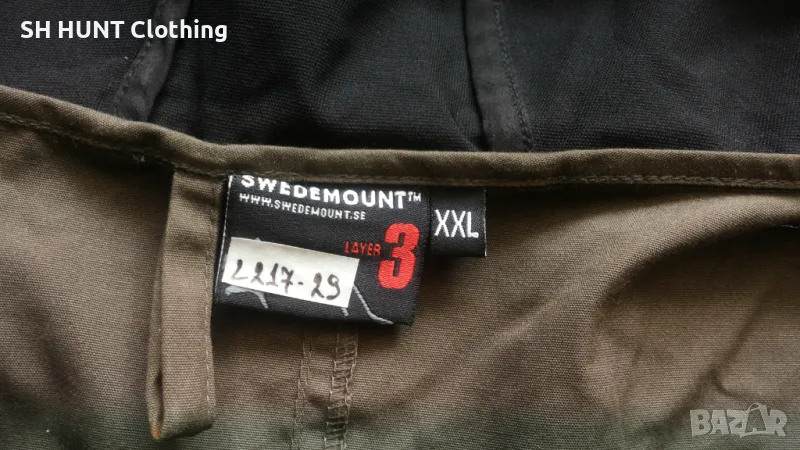 SH HUNT Clothing
SWEDEMOUNT™
WWW.SWEDEMOUNT.SE
LAYER 3
XXL
L217-29
BAZAR